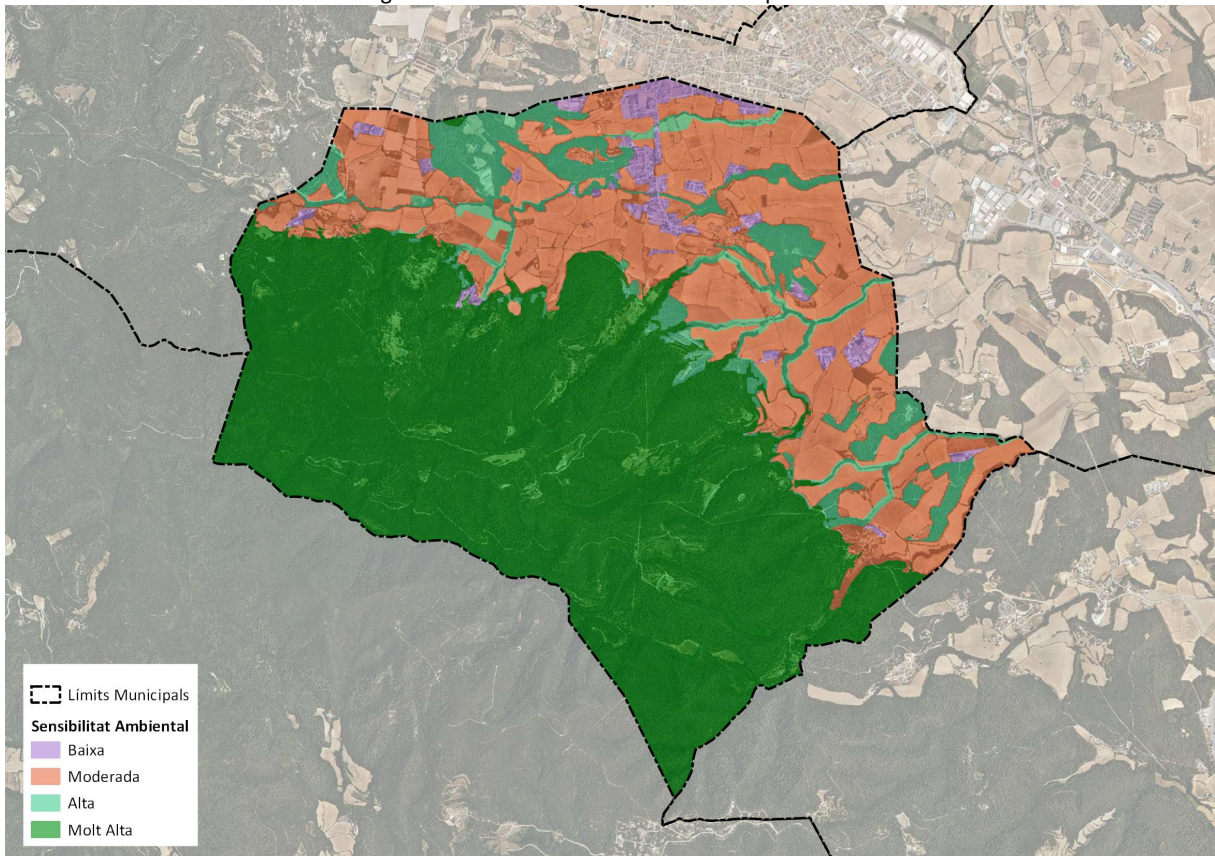 Límits Municipals
Sensibilitat Ambiental
Baixa
Moderada
Alta
Molt Alta